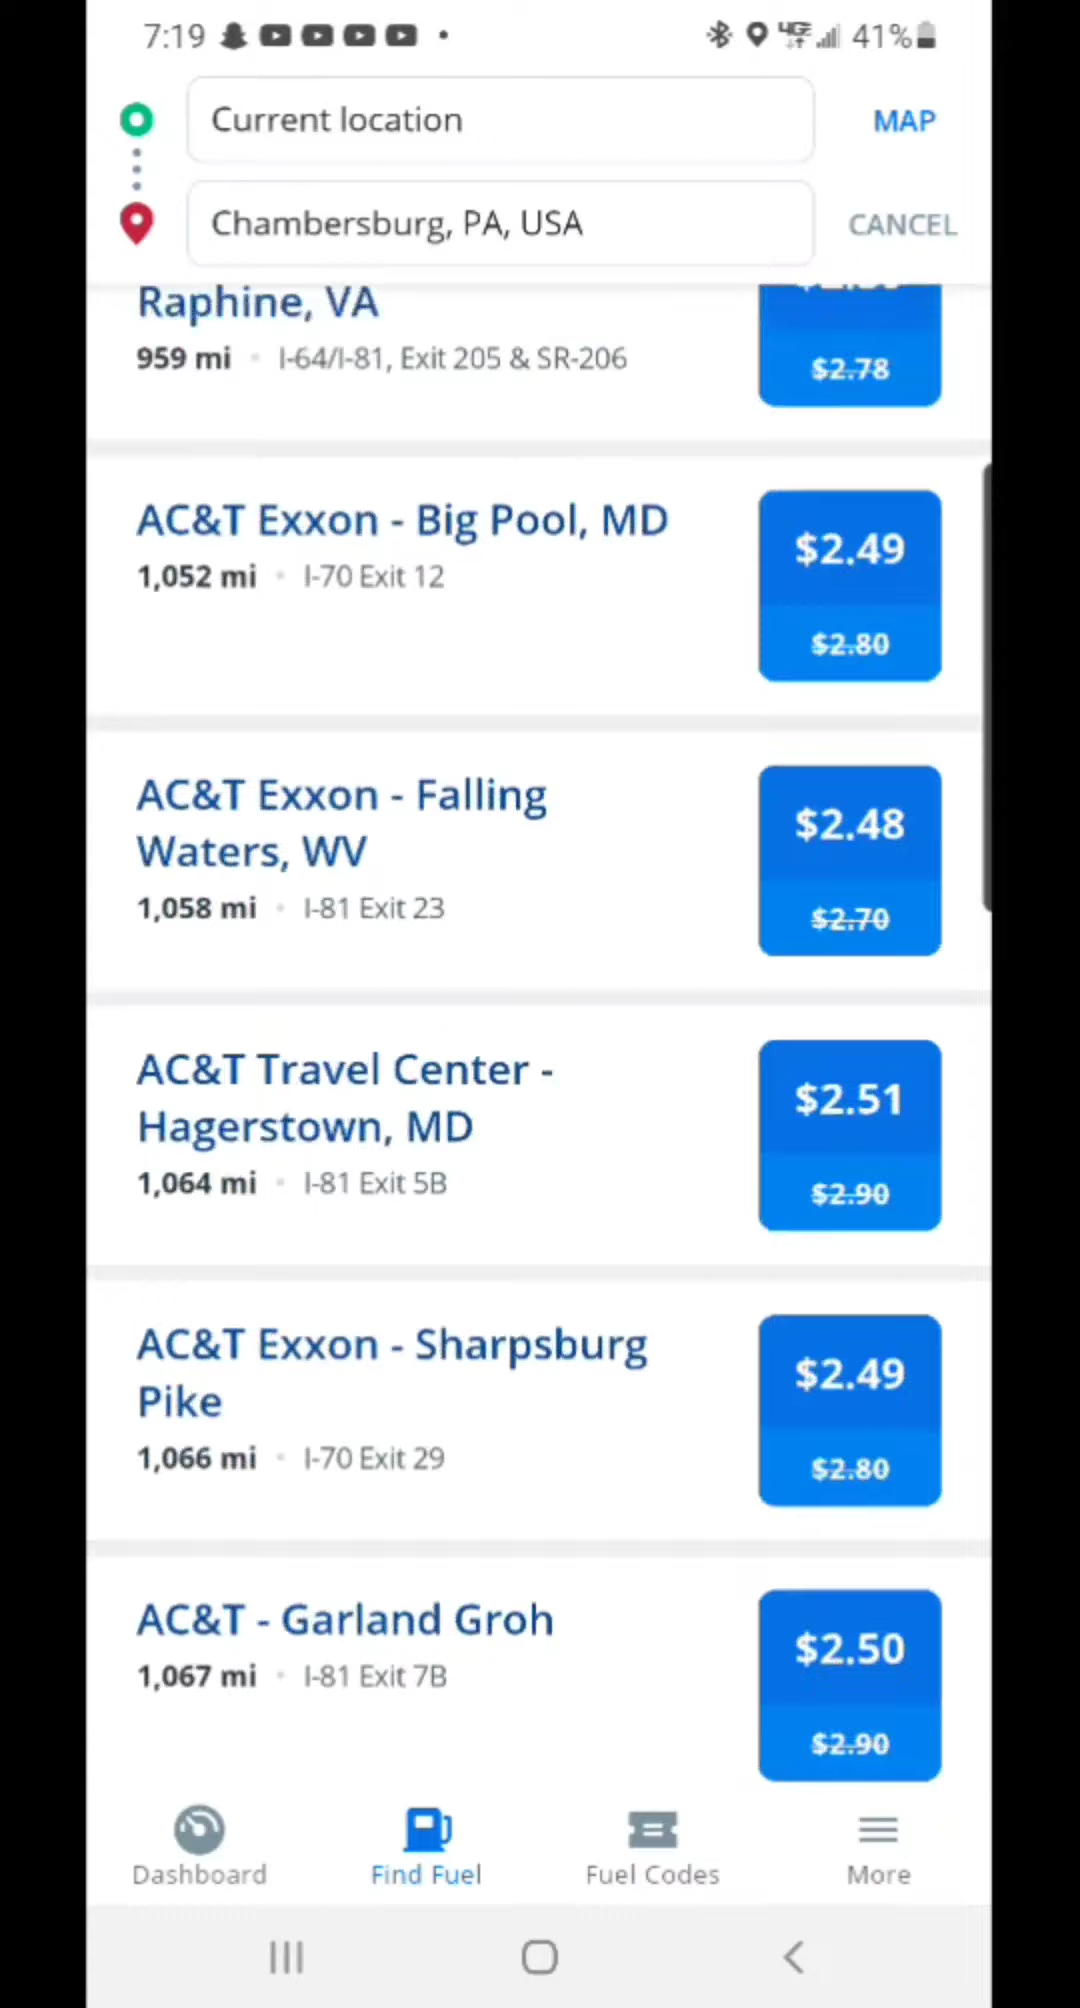 7:19
4GE 41%
Current location
MAP
Chambersburg, PA, USA
CANCEL
Raphine, VA
959 mi • I-64/I-81, Exit 205 & SR-206
$2.78
AC&T Exxon - Big Pool, MD
1,052 mi • I-70 Exit 12
$2.49
$2.80
AC&T Exxon - Falling
Waters, WV
1,058 mi • I-81 Exit 23
$2.48
$2.70
AC&T Travel Center -
Hagerstown, MD
1,064 mi • I-81 Exit 5B
$2.51
$2.90
AC&T Exxon - Sharpsburg
Pike
1,066 mi • I-70 Exit 29
$2.49
$2.80
AC&T - Garland Groh
1,067 mi • I-81 Exit 7B
$2.50
$2.90
Dashboard
Find Fuel
Fuel Codes
More